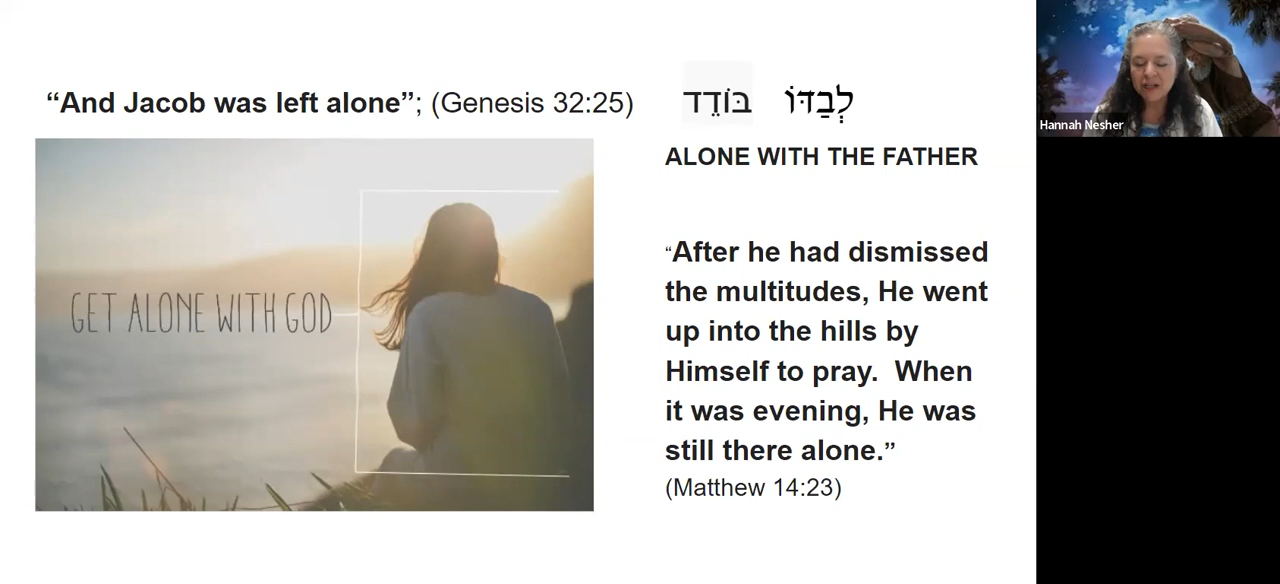 “And Jacob was left alone”; (Genesis 32:25)
GET ALONE WITH GOD
בּוֹדֵד לְבַדּוֹ
ALONE WITH THE FATHER
“After he had dismissed
the multitudes, He went
up into the hills by
Himself to pray.  When
it was evening, He was
still there alone.”
(Matthew 14:23)
Hannah Nesher